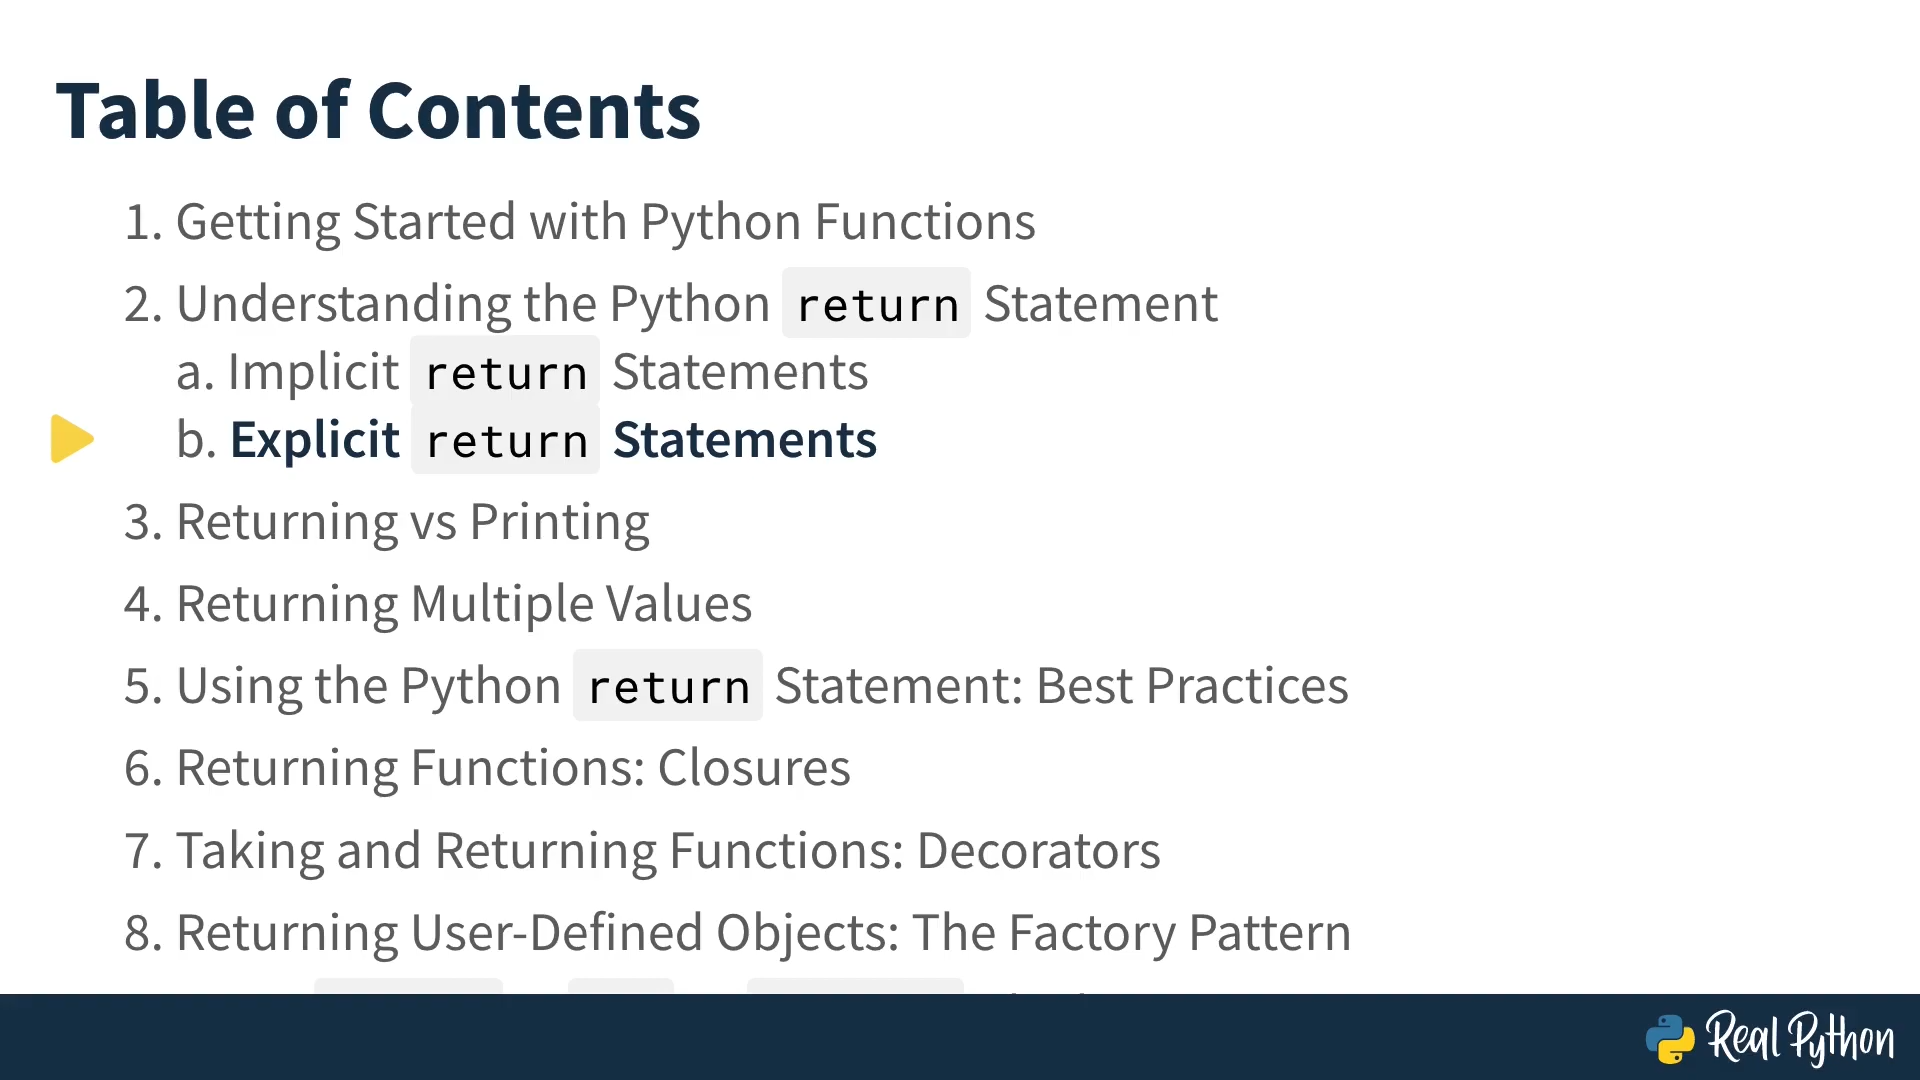 Table of Contents
1. Getting Started with Python Functions
2. Understanding the Python return Statement
a. Implicit return Statements
b. Explicit return Statements
3. Returning vs Printing
4. Returning Multiple Values
5. Using the Python return Statement: Best Practices
6. Returning Functions: Closures
7. Taking and Returning Functions: Decorators
8. Returning User-Defined Objects: The Factory Pattern
Real Python